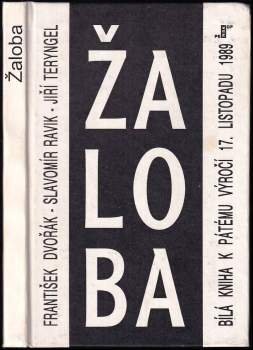 Žaloba
FRANTIŠEK DVOŘÁK - SLAVOMÍR RAVIK - JIŘÍ TERYNGEL
ŽA
LO
BA
BÍLÁ KNIHA K PÁTÉMU VÝROČÍ 17. LISTOPADU 1989